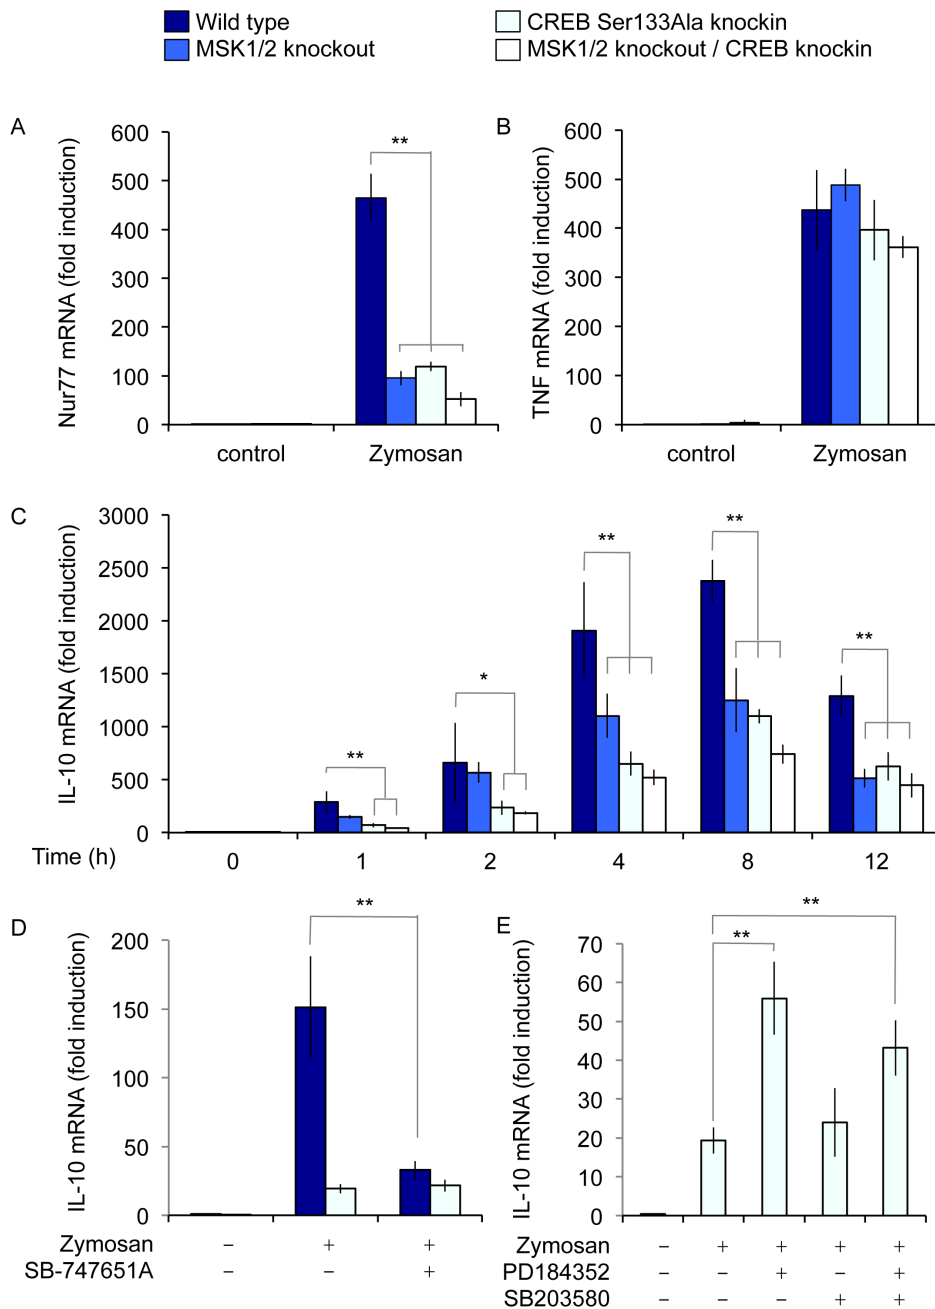 Wild type
MSK1/2 knockout
CREB Ser133Ala knockin
MSK1/2 knockout / CREB knockin
A
Nur77 mRNA (fold induction)
600
500
400
300
200
100
0
**
control
Zymosan
B
TNF mRNA (fold induction)
600
500
400
300
200
100
0
control
Zymosan
C
IL-10 mRNA (fold induction)
3000
2500
2000
1500
1000
500
0
**
*
**
**
**
Time (h)
0
1
2
4
8
12
D
IL-10 mRNA (fold induction)
200
150
100
50
0
**
Zymosan – + +
SB-747651A – – +
E
IL-10 mRNA (fold induction)
70
60
50
40
30
20
10
0
**
**
Zymosan – + + + +
PD184352 – – + – +
SB203580 – – – + +